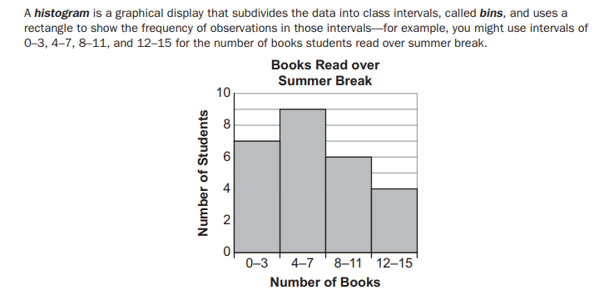 A histogram is a graphical display that subdivides the data into class intervals, called bins, and uses a
rectangle to show the frequency of observations in those intervals—for example, you might use intervals of
0–3, 4–7, 8–11, and 12–15 for the number of books students read over summer break.
Books Read over
Summer Break
Number of Students
10
8
6
4
2
0
0–3 4–7 8–11 12–15
Number of Books